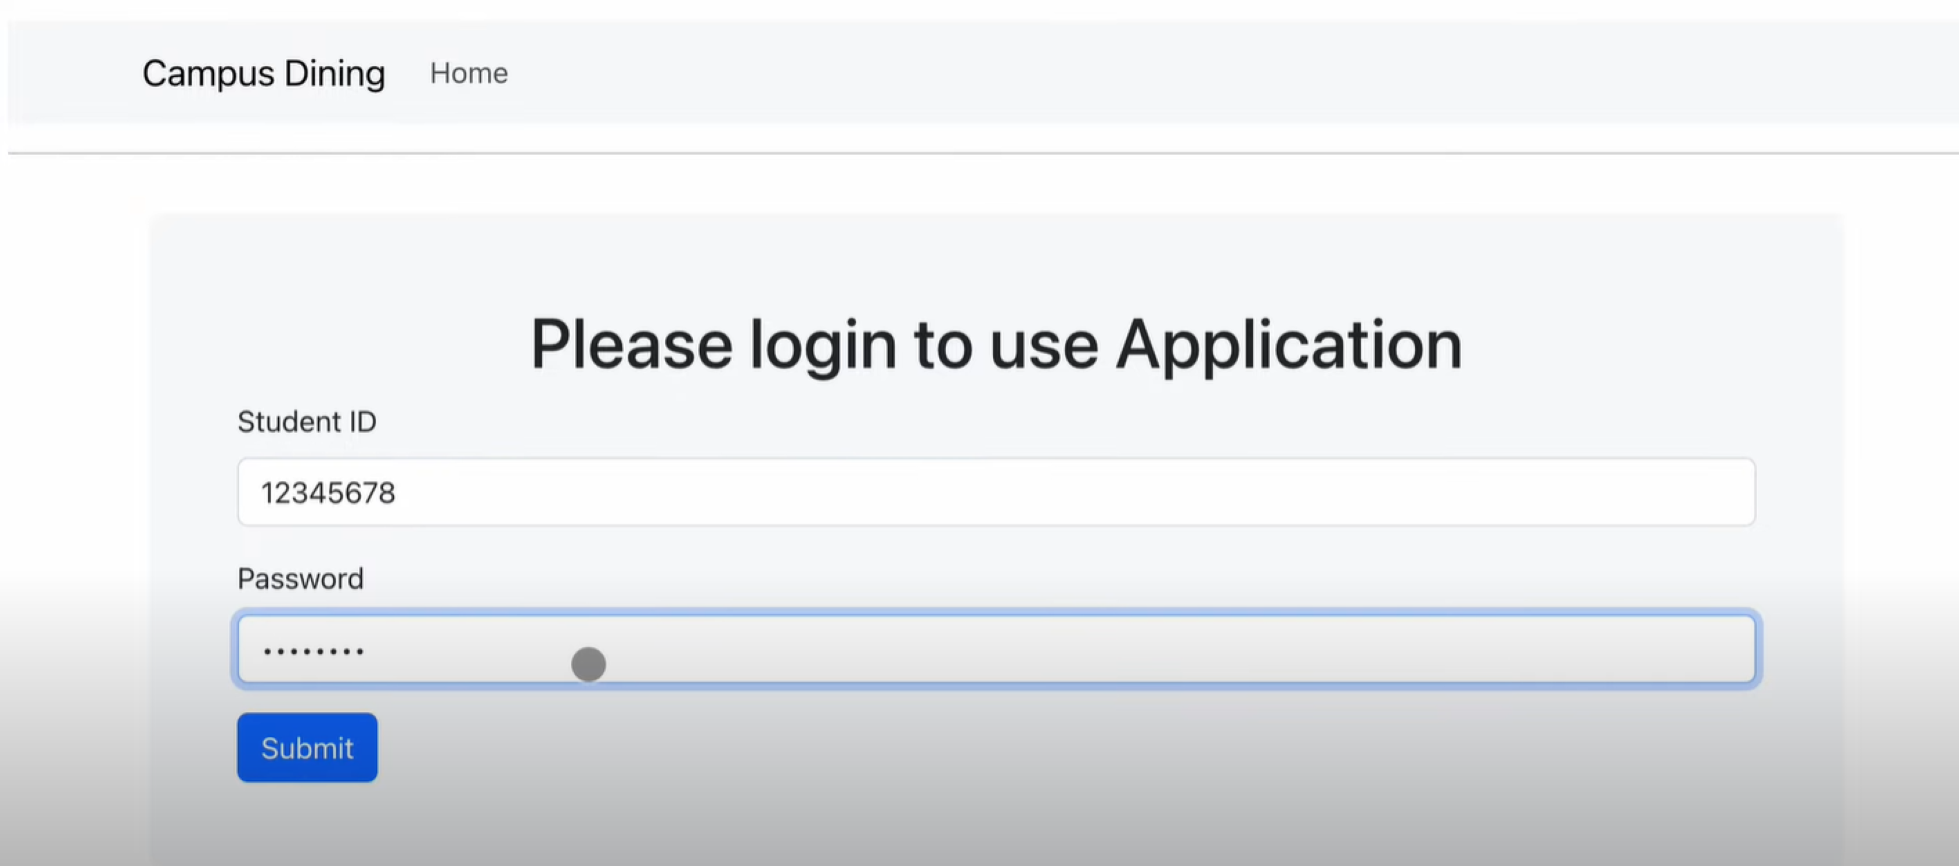 Campus Dining Home
Please login to use Application
Student ID
12345678
Password
••••••••
Submit